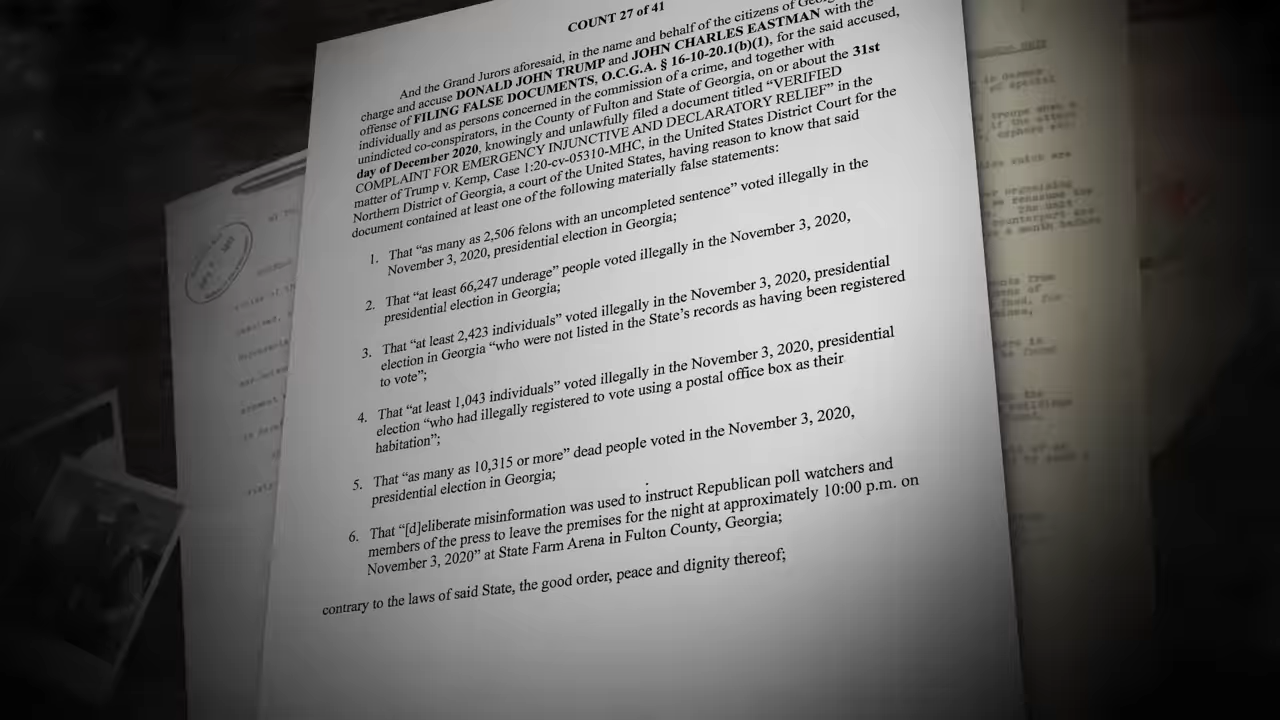 COUNT 27 of 41
And the Grand Jurors aforesaid, in the name and behalf of the citizens of
charge and accuse DONALD JOHN TRUMP and JOHN CHARLES EASTMAN with the
offense of FILING FALSE DOCUMENTS, O.C.G.A. § 16-10-20.1(b)(1), for the said accused,
individually and as persons concerned in the commission of a crime, and together with
unindicted co-conspirators, in the County of Fulton and State of Georgia, on or about the 31st
day of December 2020, knowingly and unlawfully filed a document titled “VERIFIED
COMPLAINT FOR EMERGENCY INJUNCTIVE AND DECLARATORY RELIEF” in the
matter of Trump v. Kemp, Case 1:20-cv-05310-MHC, in the United States District Court for the
Northern District of Georgia, a court of the United States, having reason to know that said
document contained at least one of the following materially false statements:
1. That “as many as 2,506 felons with an uncompleted sentence” voted illegally in the
November 3, 2020, presidential election in Georgia;
2. That “at least 66,247 underage” people voted illegally in the November 3, 2020,
presidential election in Georgia;
3. That “at least 2,423 individuals” voted illegally in the November 3, 2020, presidential
election in Georgia “who were not listed in the State’s records as having been registered
to vote”;
4. That “at least 1,043 individuals” voted illegally in the November 3, 2020, presidential
election “who had illegally registered to vote using a postal office box as their
habitation”;
5. That “as many as 10,315 or more” dead people voted in the November 3, 2020,
presidential election in Georgia;
6. That “[d]eliberate misinformation was used to instruct Republican poll watchers and
members of the press to leave the premises for the night at approximately 10:00 p.m. on
November 3, 2020” at State Farm Arena in Fulton County, Georgia;
contrary to the laws of said State, the good order, peace and dignity thereof;